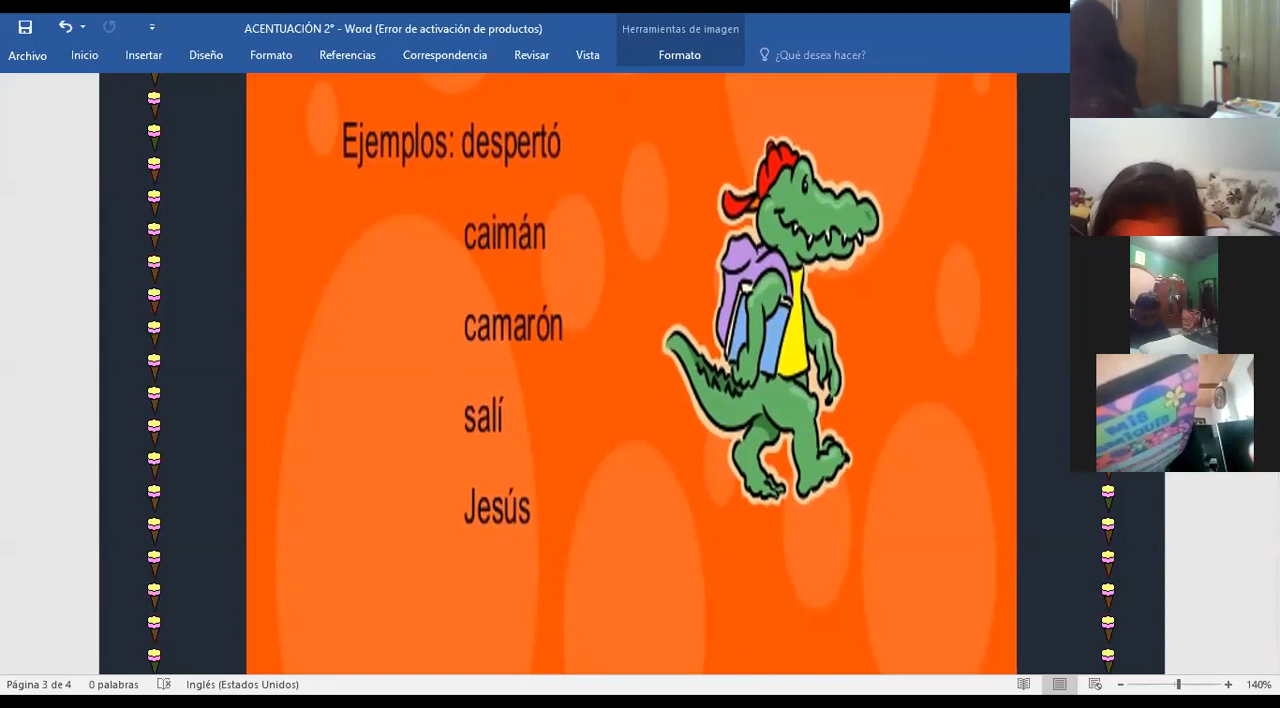 ACENTUACIÓN 2° - Word (Error de activación de productos)
Herramientas de imagen
Archivo Inicio Insertar Diseño Formato Referencias Correspondencia Revisar Vista Formato ¿Qué desea hacer?
Ejemplos: despertó
caimán
camarón
salí
Jesús
MIS
Página 3 de 4 0 palabras Inglés (Estados Unidos) 140%